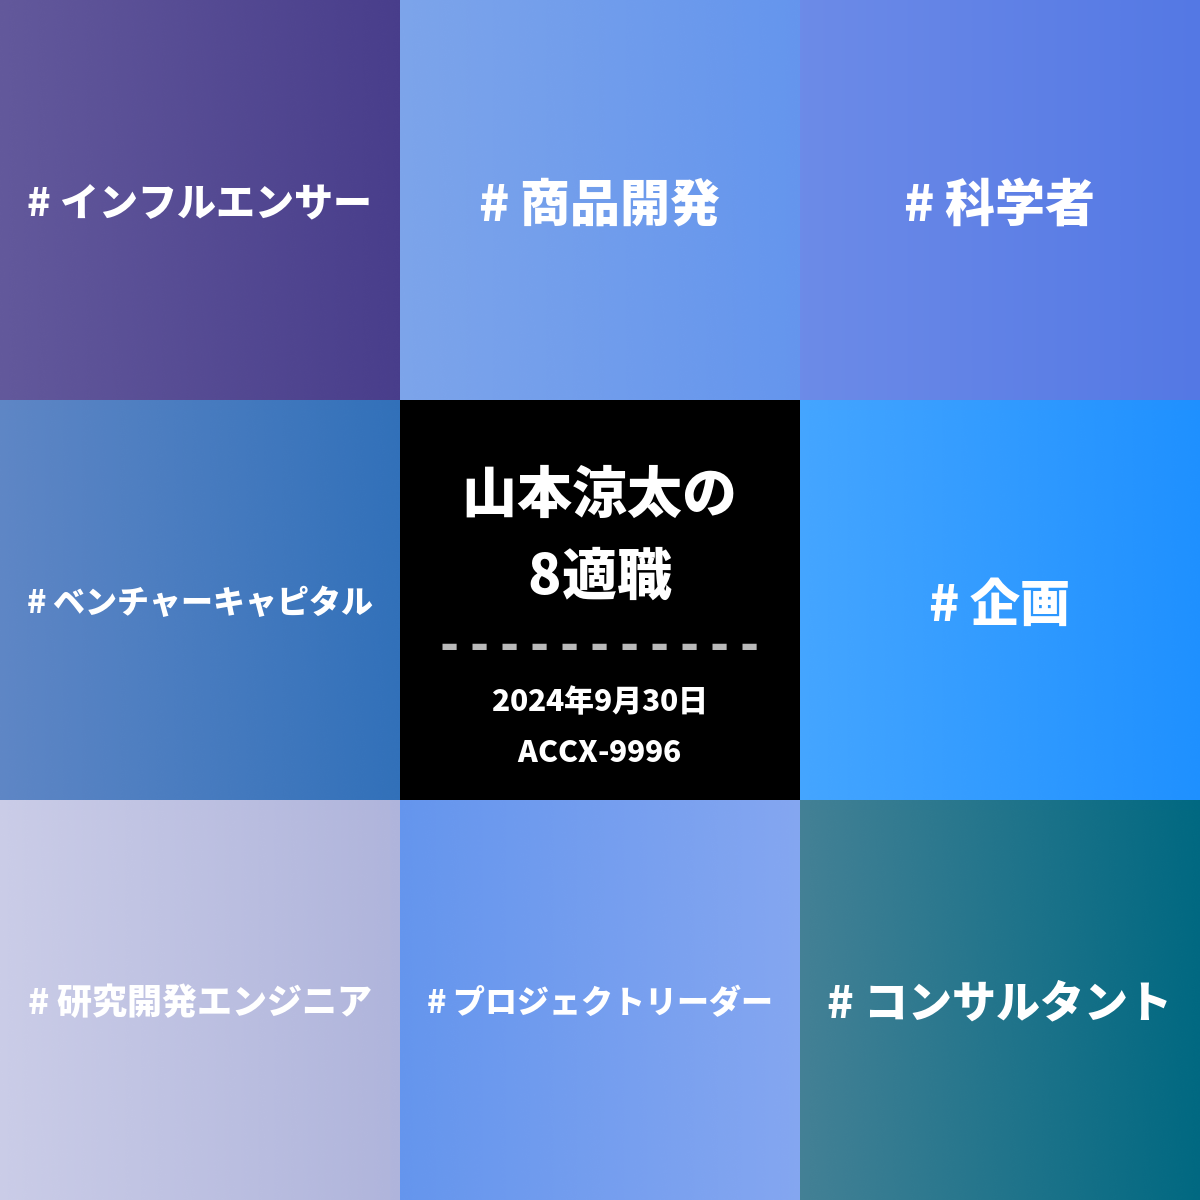 # インフルエンサー
# 商品開発
# 科学者
# ベンチャーキャピタル
山本涼太の
8適職
----------- 
2024年9月30日
ACCX-9996
# 企画
# 研究開発エンジニア
# プロジェクトリーダー
# コンサルタント